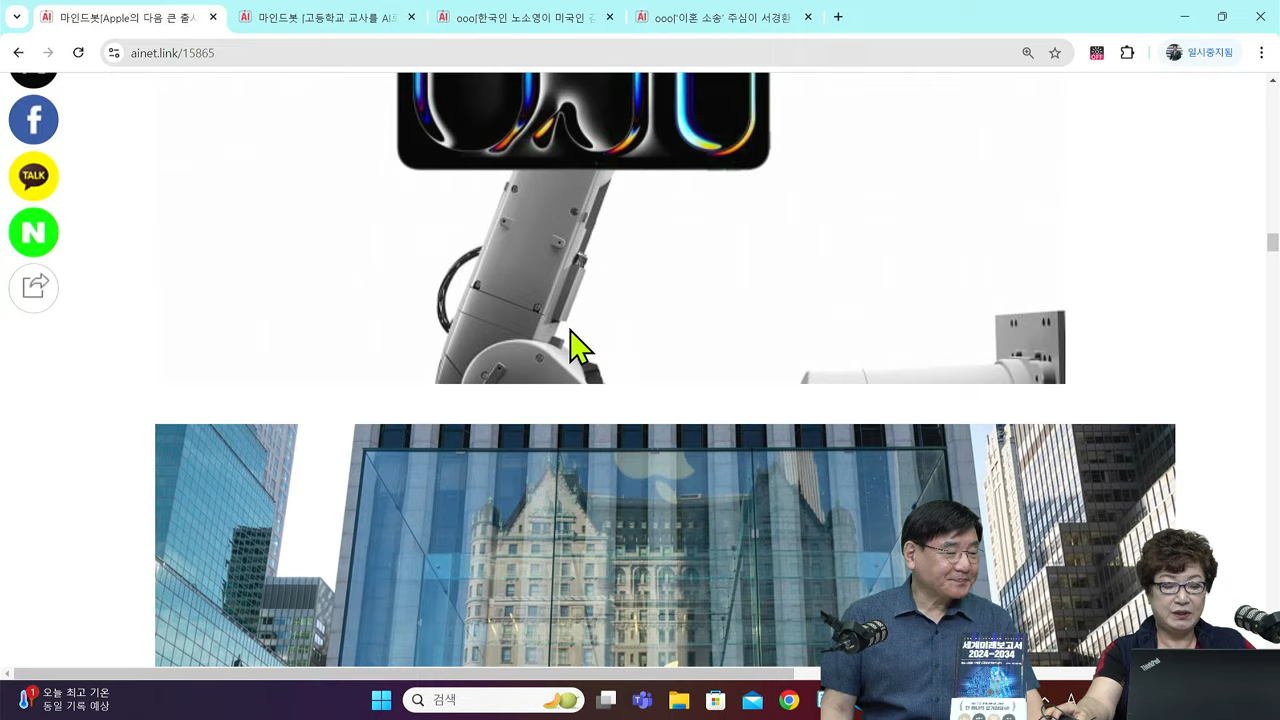 마인드봇[Apple의 다음 큰 출시
마인드봇 [고등학교 교사를 AI로
ooo[한국인 노소영이 미국인 김
ooo['이혼 소송' 주심이 서경환
ainet.link/15865
OFF
일시중지됨
f
TALK
N
세계미래보고서
2024-2034
ThinkPad
1
오늘 최고 기온
동일 기록 예상
검색